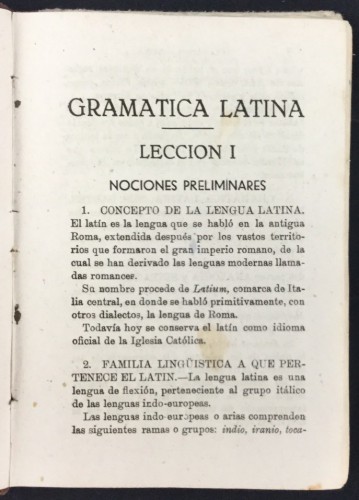 GRAMATICA LATINA
LECCION I
NOCIONES PRELIMINARES
1. CONCEPTO DE LA LENGUA LATINA.
El latín es la lengua que se habló en la antigua
Roma, extendida después por los vastos territo-
rios que formaron el gran imperio romano, de la
cual se han derivado las lenguas modernas llama-
das romances.
Su nombre procede de Latium, comarca de Ita-
lia central, en donde se habló primitivamente, con
otros dialectos, la lengua de Roma.
Todavía hoy se conserva el latín como idioma
oficial de la Iglesia Católica.
2. FAMILIA LINGÜISTICA A QUE PER-
TENECE EL LATIN.—La lengua latina es una
lengua de flexión, perteneciente al grupo itálico
de las lenguas indo-europeas.
Las lenguas indo-europeas o arias comprenden
las siguientes ramas o grupos: indio, iranio, toca-